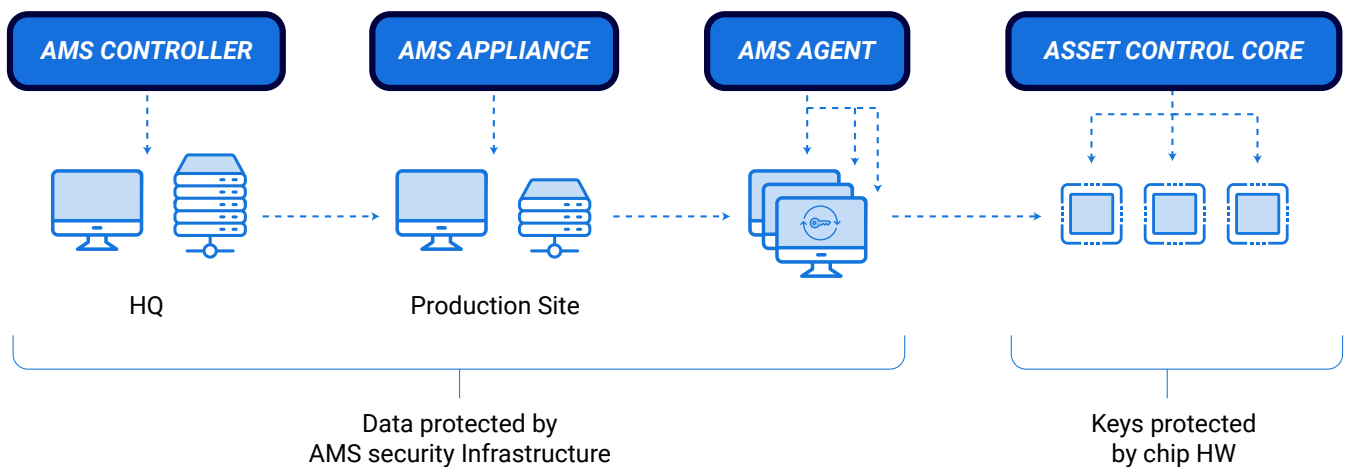 AMS CONTROLLER
AMS APPLIANCE
AMS AGENT
ASSET CONTROL CORE
HQ
Production Site
Data protected by
AMS security Infrastructure
Keys protected
by chip HW